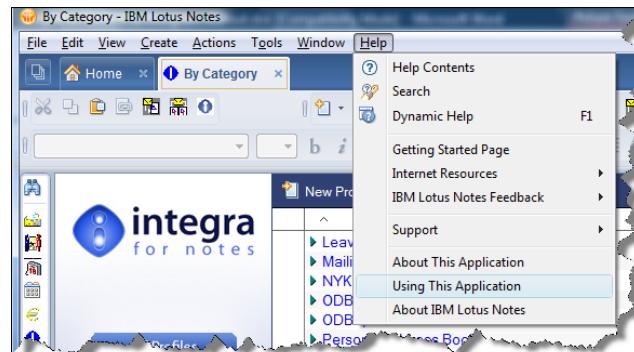 By Category - IBM Lotus Notes
File Edit View Create Actions Tools Window Help
Home By Category
Help Contents
Search
Dynamic Help F1
b i
Getting Started Page
Internet Resources
New Pro
IBM Lotus Notes Feedback
integra
for notes
Support
Leav
Maili
About This Application
NYK
Using This Application
ODB
About IBM Lotus Notes
ODB
Profiles